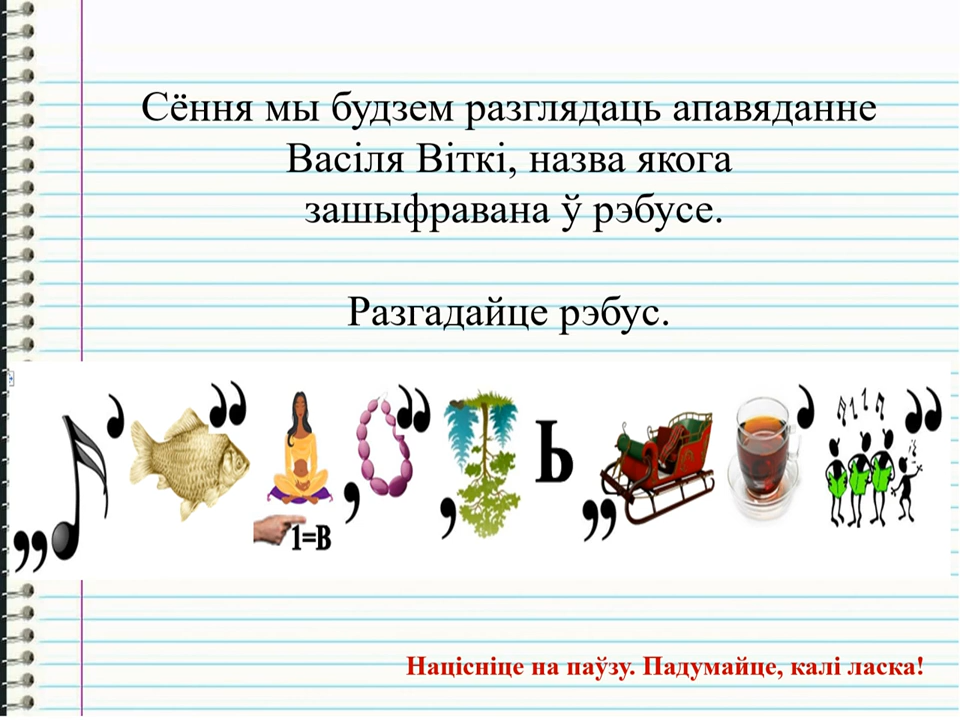 Сёння мы будзем разглядаць апавяданне
Васіля Віткі, назва якога
зашыфравана ў рэбусе.
Разгадайце рэбус.
,, ’ ’’ , ’’ , Ь ,, ’ ’’
1=В
Націсніце на паўзу. Падумайце, калі ласка!